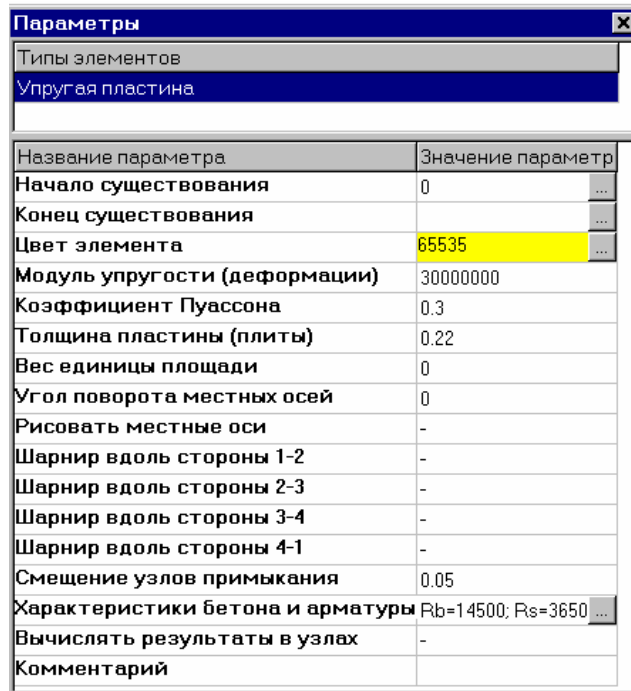 Параметры
Типы элементов
Упругая пластина
Название параметра Значение параметр
Начало существования 0 ...
Конец существования ...
Цвет элемента 65535 ...
Модуль упругости (деформации) 30000000
Коэффициент Пуассона 0.3
Толщина пластины (плиты) 0.22
Вес единицы площади 0
Угол поворота местных осей 0
Рисовать местные оси -
Шарнир вдоль стороны 1-2 -
Шарнир вдоль стороны 2-3 -
Шарнир вдоль стороны 3-4 -
Шарнир вдоль стороны 4-1 -
Смещение узлов примыкания 0.05
Характеристики бетона и арматуры Rb=14500; Rs=3650 ...
Вычислять результаты в узлах -
Комментарий